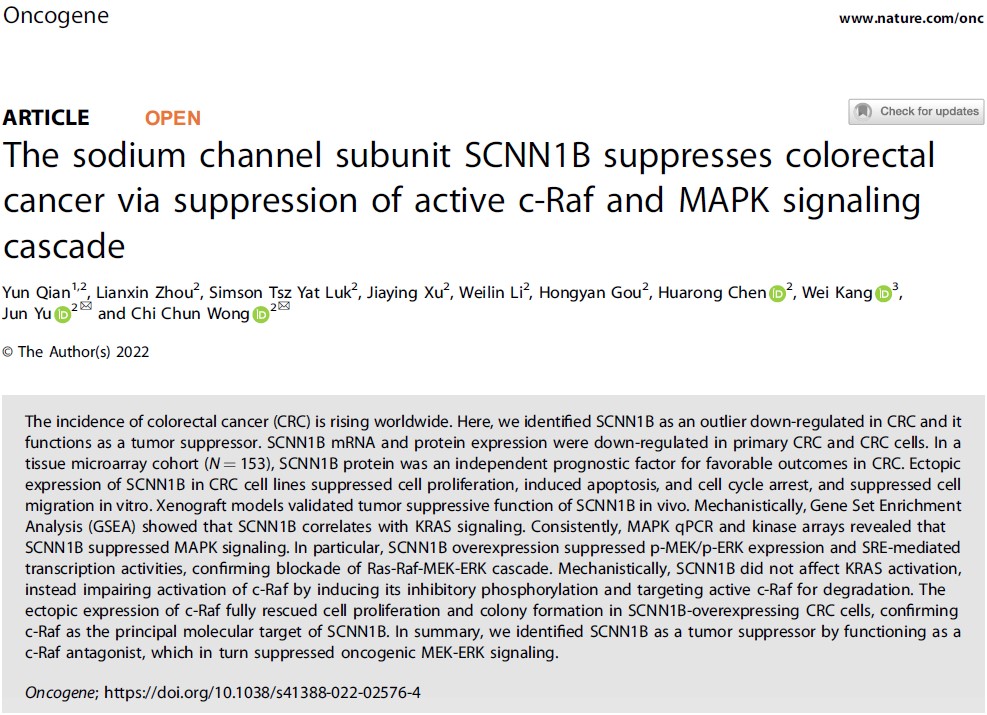 Oncogene
www.nature.com/onc
ARTICLE OPEN
Check for updates
The sodium channel subunit SCNN1B suppresses colorectal
cancer via suppression of active c-Raf and MAPK signaling
cascade
Yun Qian1,2, Lianxin Zhou2, Simson Tsz Yat Luk2, Jiaying Xu2, Weilin Li2, Hongyan Gou2, Huarong Chen iD 2, Wei Kang iD 3,
Jun Yu iD 2✉ and Chi Chun Wong iD 2✉
© The Author(s) 2022
The incidence of colorectal cancer (CRC) is rising worldwide. Here, we identified SCNN1B as an outlier down-regulated in CRC and it
functions as a tumor suppressor. SCNN1B mRNA and protein expression were down-regulated in primary CRC and CRC cells. In a
tissue microarray cohort (N = 153), SCNN1B protein was an independent prognostic factor for favorable outcomes in CRC. Ectopic
expression of SCNN1B in CRC cell lines suppressed cell proliferation, induced apoptosis, and cell cycle arrest, and suppressed cell
migration in vitro. Xenograft models validated tumor suppressive function of SCNN1B in vivo. Mechanistically, Gene Set Enrichment
Analysis (GSEA) showed that SCNN1B correlates with KRAS signaling. Consistently, MAPK qPCR and kinase arrays revealed that
SCNN1B suppressed MAPK signaling. In particular, SCNN1B overexpression suppressed p-MEK/p-ERK expression and SRE-mediated
transcription activities, confirming blockade of Ras-Raf-MEK-ERK cascade. Mechanistically, SCNN1B did not affect KRAS activation,
instead impairing activation of c-Raf by inducing its inhibitory phosphorylation and targeting active c-Raf for degradation. The
ectopic expression of c-Raf fully rescued cell proliferation and colony formation in SCNN1B-overexpressing CRC cells, confirming
c-Raf as the principal molecular target of SCNN1B. In summary, we identified SCNN1B as a tumor suppressor by functioning as a
c-Raf antagonist, which in turn suppressed oncogenic MEK-ERK signaling.
Oncogene; https://doi.org/10.1038/s41388-022-02576-4